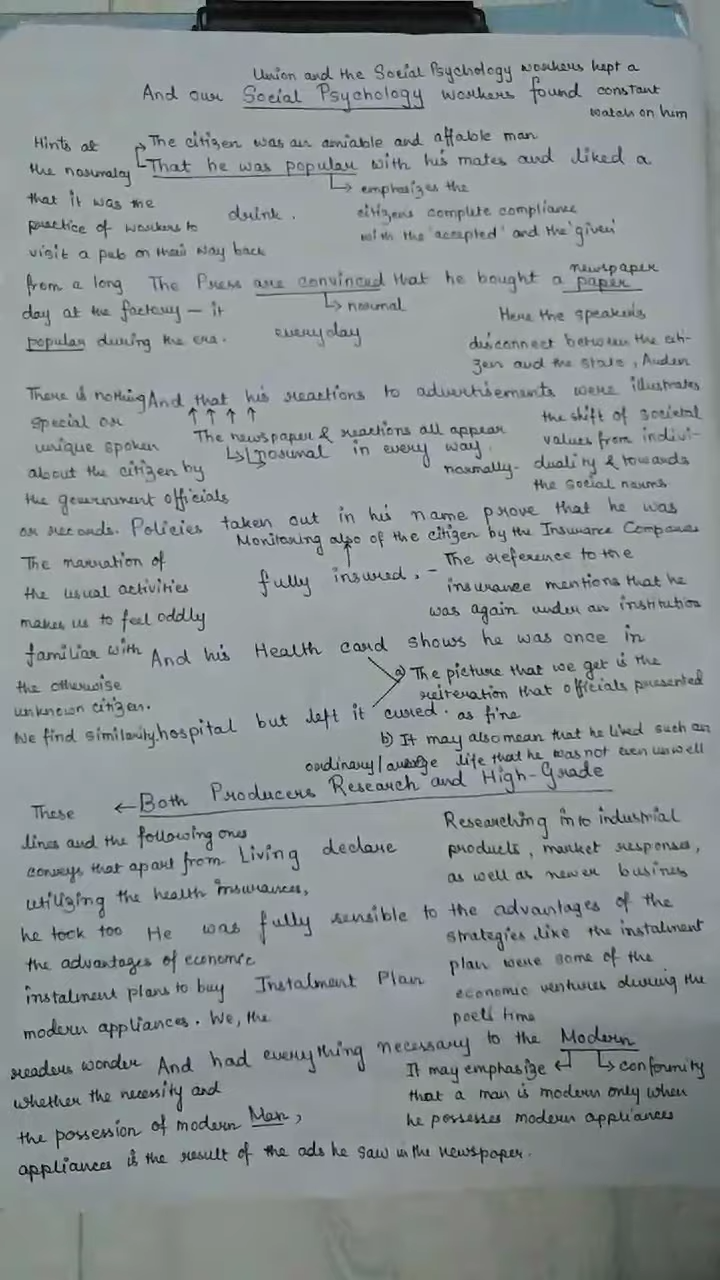 Union and the Social Psychology workers kept a
And our Social Psychology workers found constant
watch on him
The citizen was an amiable and affable man
Hints at
the normalcy That he was popular with his mates and liked a
that it was the
emphasizes the
practice of workers to drink. citizens complete compliance
visit a pub on their way back with the 'accepted' and the 'given'
from a long The Press are convinced that he bought a newspaper paper
day at the factory – it normal Here the speakers
popular during the era. everyday disconnect between the citi-
zen and the state, Auden
There is nothing And that his reactions to advertisements were illustrates
special or the shift of societal
unique spoken The newspaper & reactions all appear values from indivi-
about the citizen by normal in every way. normally- duality & towards
the government officials the social norms
or records. Policies taken out in his name prove that he was
Monitoring also of the citizen by the Insurance Companies
The narration of fully insured. – The reference to the
the usual activities insurance mentions that he
makes us to feel oddly was again under an institution
familiar with And his Health card shows he was once in
the otherwise a) The picture that we get is the
unknown citizen. reiteration that officials presented
We find similarly, hospital but left it cured. as fine
b) It may also mean that he liked such an
ordinary/average life that he was not even unwell
These Both Producers Research and High-Grade
lines and the following ones Researching into industrial
conveys that apart from Living declare products, market responses,
utilizing the health insurances, as well as newer business
he took too He was fully sensible to the advantages of the
the advantages of economic strategies like the instalment
instalment plans to buy Instalment Plan plan were some of the
modern appliances. We, the economic ventures during the
poets time
readers wonder And had everything necessary to the Modern
whether the necessity and It may emphasize conformity
the possession of modern Man, that a man is modern only when
he possesses modern appliances
appliances is the result of the ads he saw in the newspaper.